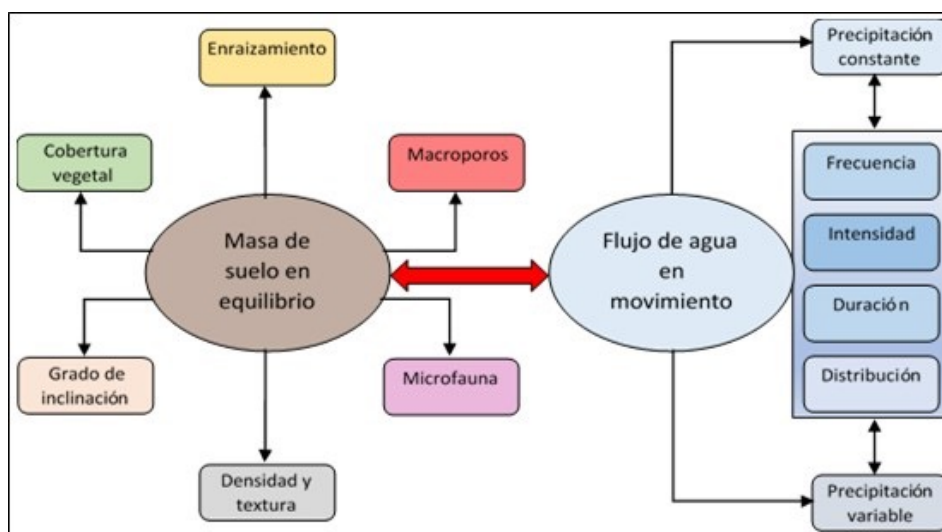 Enraizamiento
Cobertura
vegetal
Macroporos
Masa de
suelo en
equilibrio
Grado de
inclinación
Microfauna
Densidad y
textura
Flujo de agua
en
movimiento
Precipitación
constante
Frecuencia
Intensidad
Duración
Distribución
Precipitación
variable